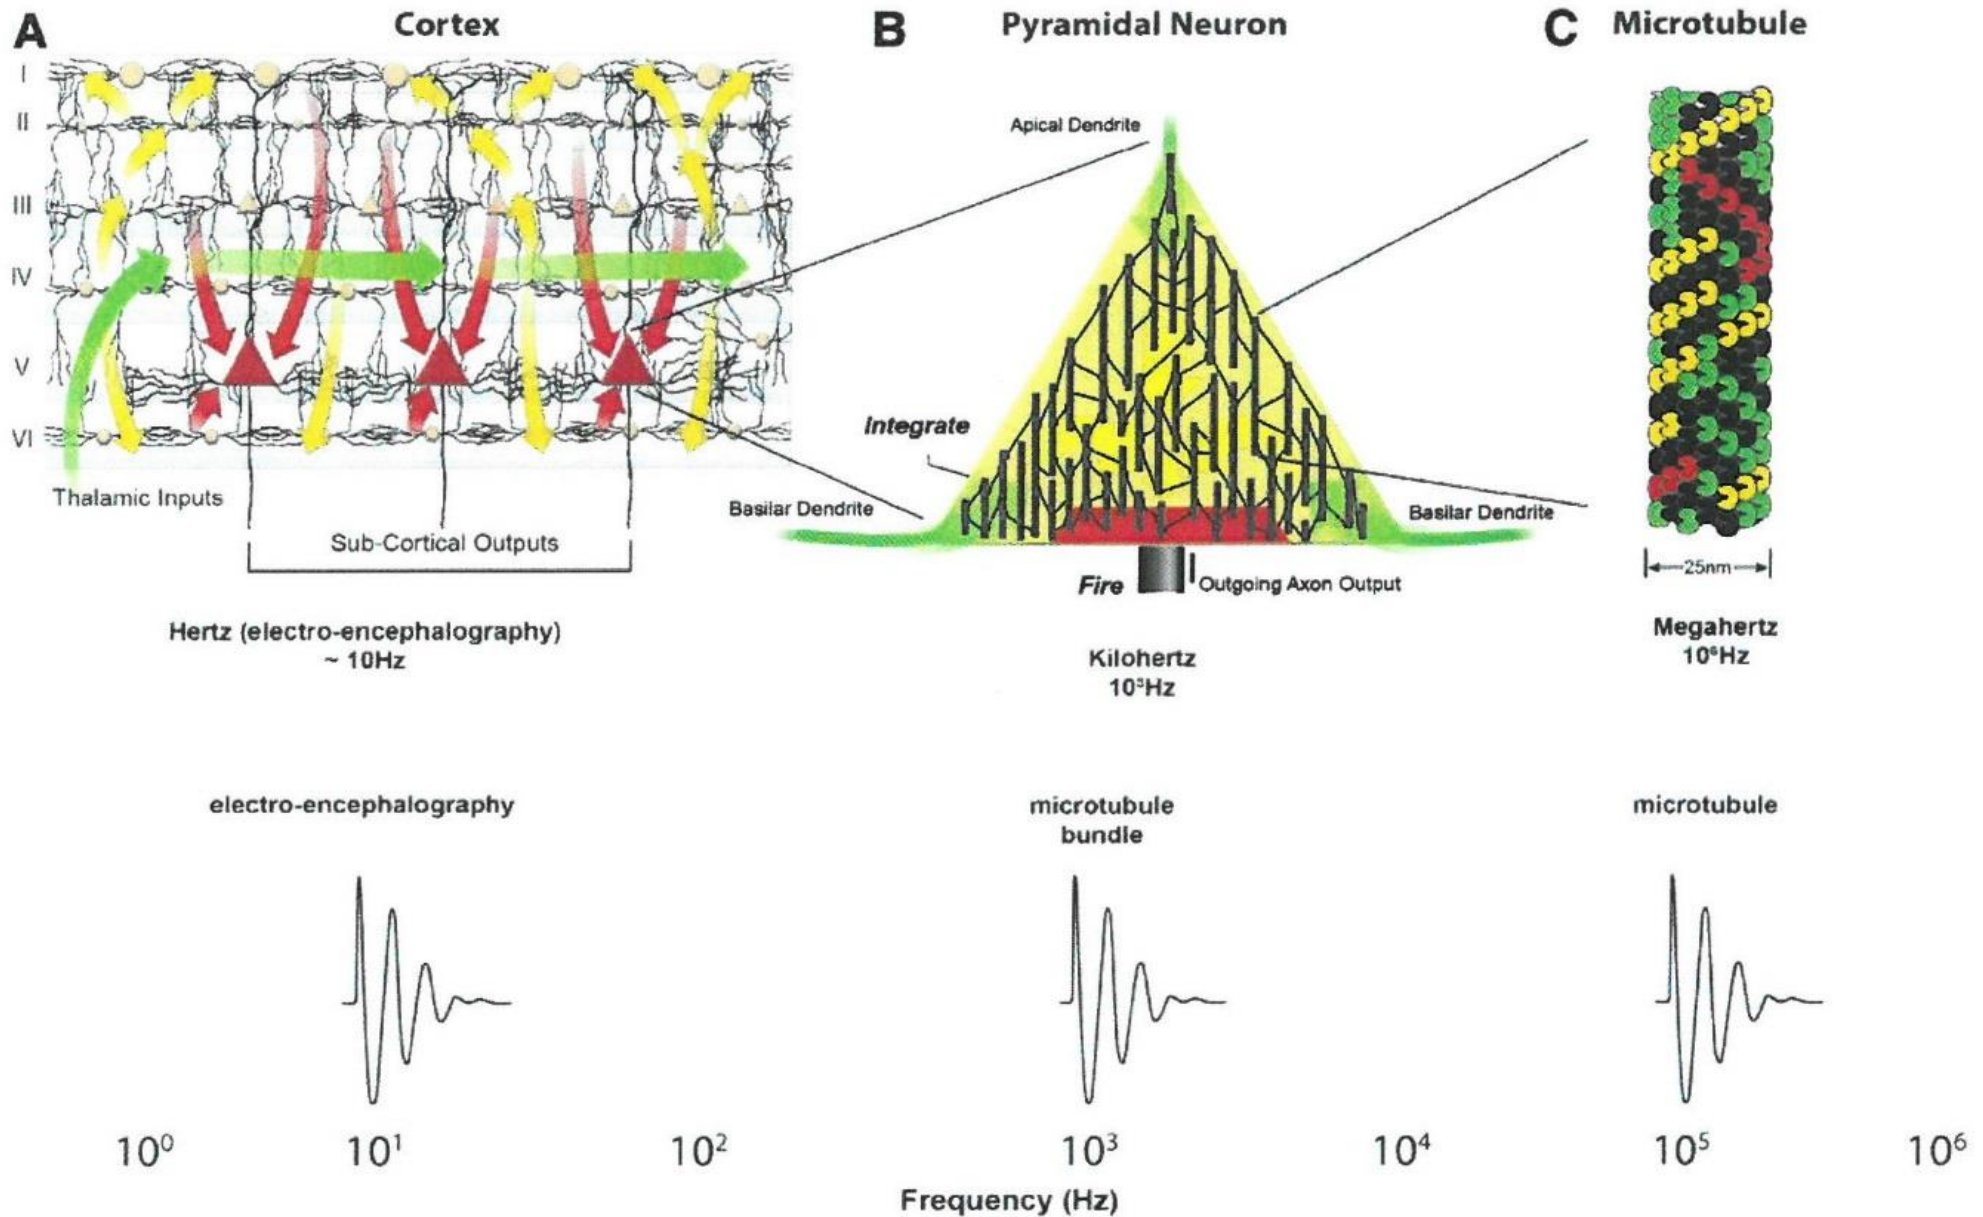 A
Cortex
I
II
III
IV
V
VI
Thalamic Inputs
Sub-Cortical Outputs
Hertz (electro-encephalography)
~ 10Hz
B
Pyramidal Neuron
Apical Dendrite
Integrate
Basilar Dendrite
Basilar Dendrite
Fire
Outgoing Axon Output
Kilohertz
10³Hz
C
Microtubule
25nm
Megahertz
10⁶Hz
electro-encephalography
microtubule
bundle
microtubule
10⁰ 10¹ 10² 10³ 10⁴ 10⁵ 10⁶
Frequency (Hz)